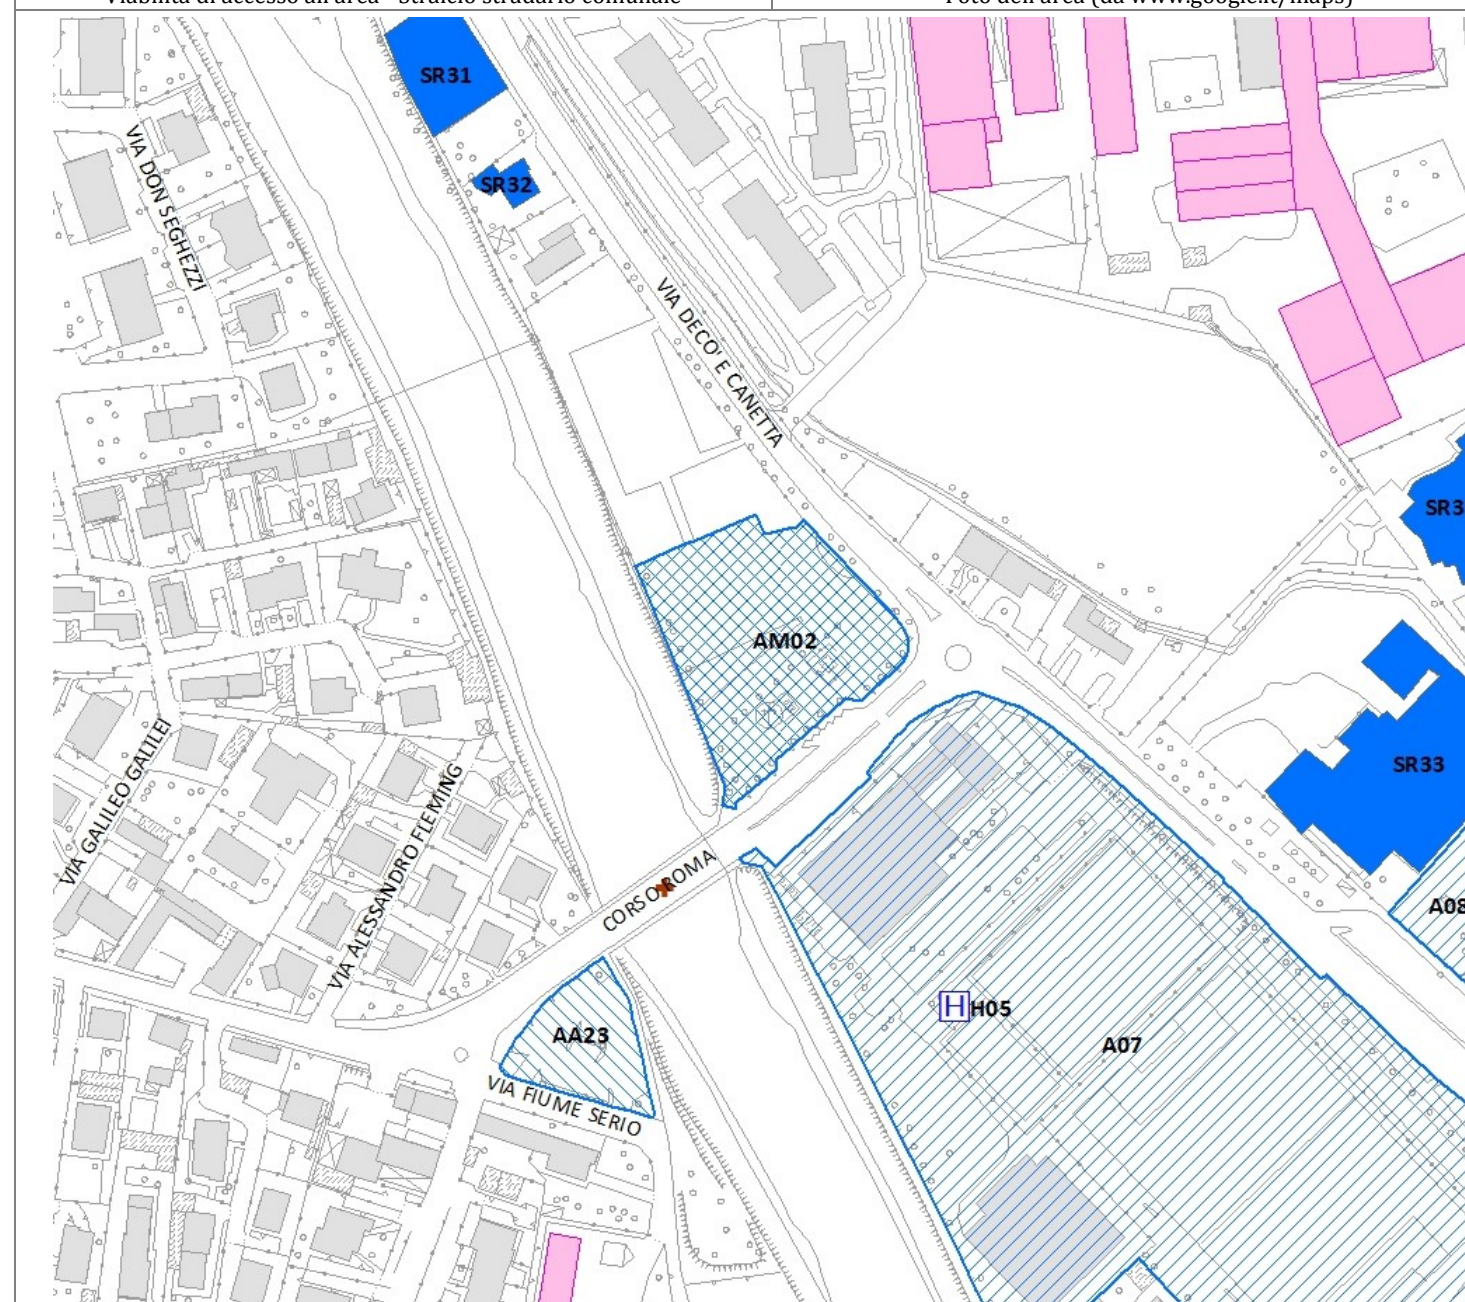 Viabilità di accesso all'area - Stralcio stradario comunale
Foto dell'area (da www.google.it/maps)
SR31
SR32
VIA DON SEGHEZZI
VIA DECO' E CANETTA
SR3
AM02
SR33
VIA GALILEO GALILEI
VIA ALESSANDRO FLEMING
CORSO ROMA
A08
H H05
AA23
A07
VIA FIUME SERIO